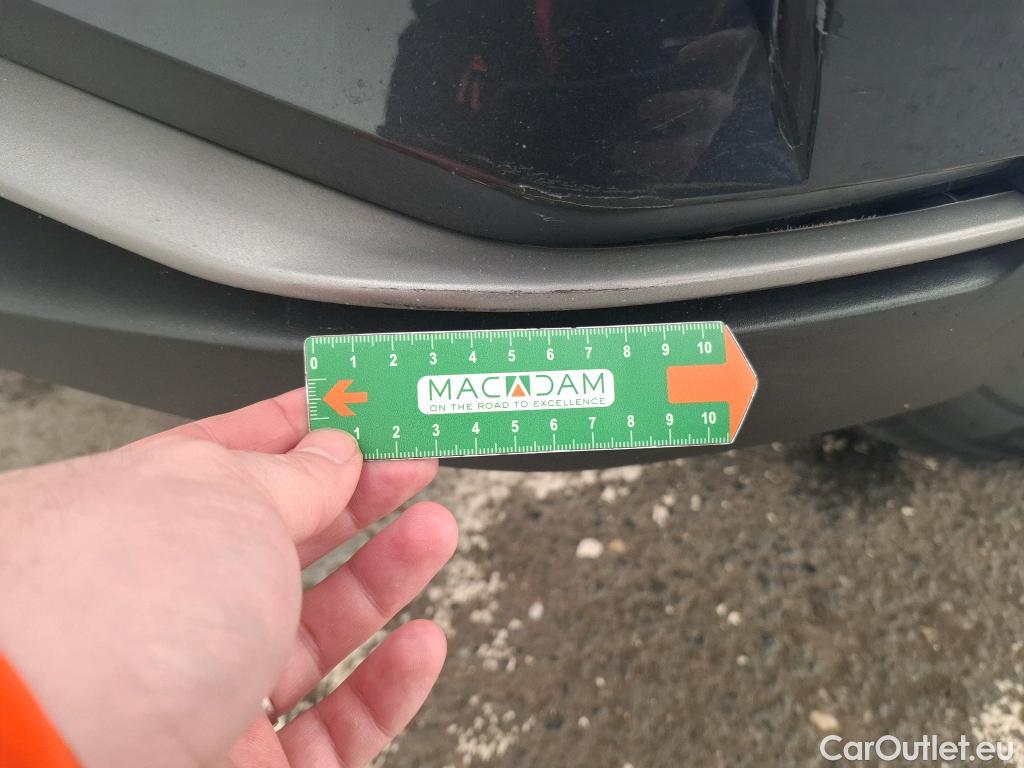 0 1 2 3 4 5 6 7 8 9 10
MACADAM
ON THE ROAD TO EXCELLENCE
1 2 3 4 5 6 7 8 9 10
CarOutlet.eu